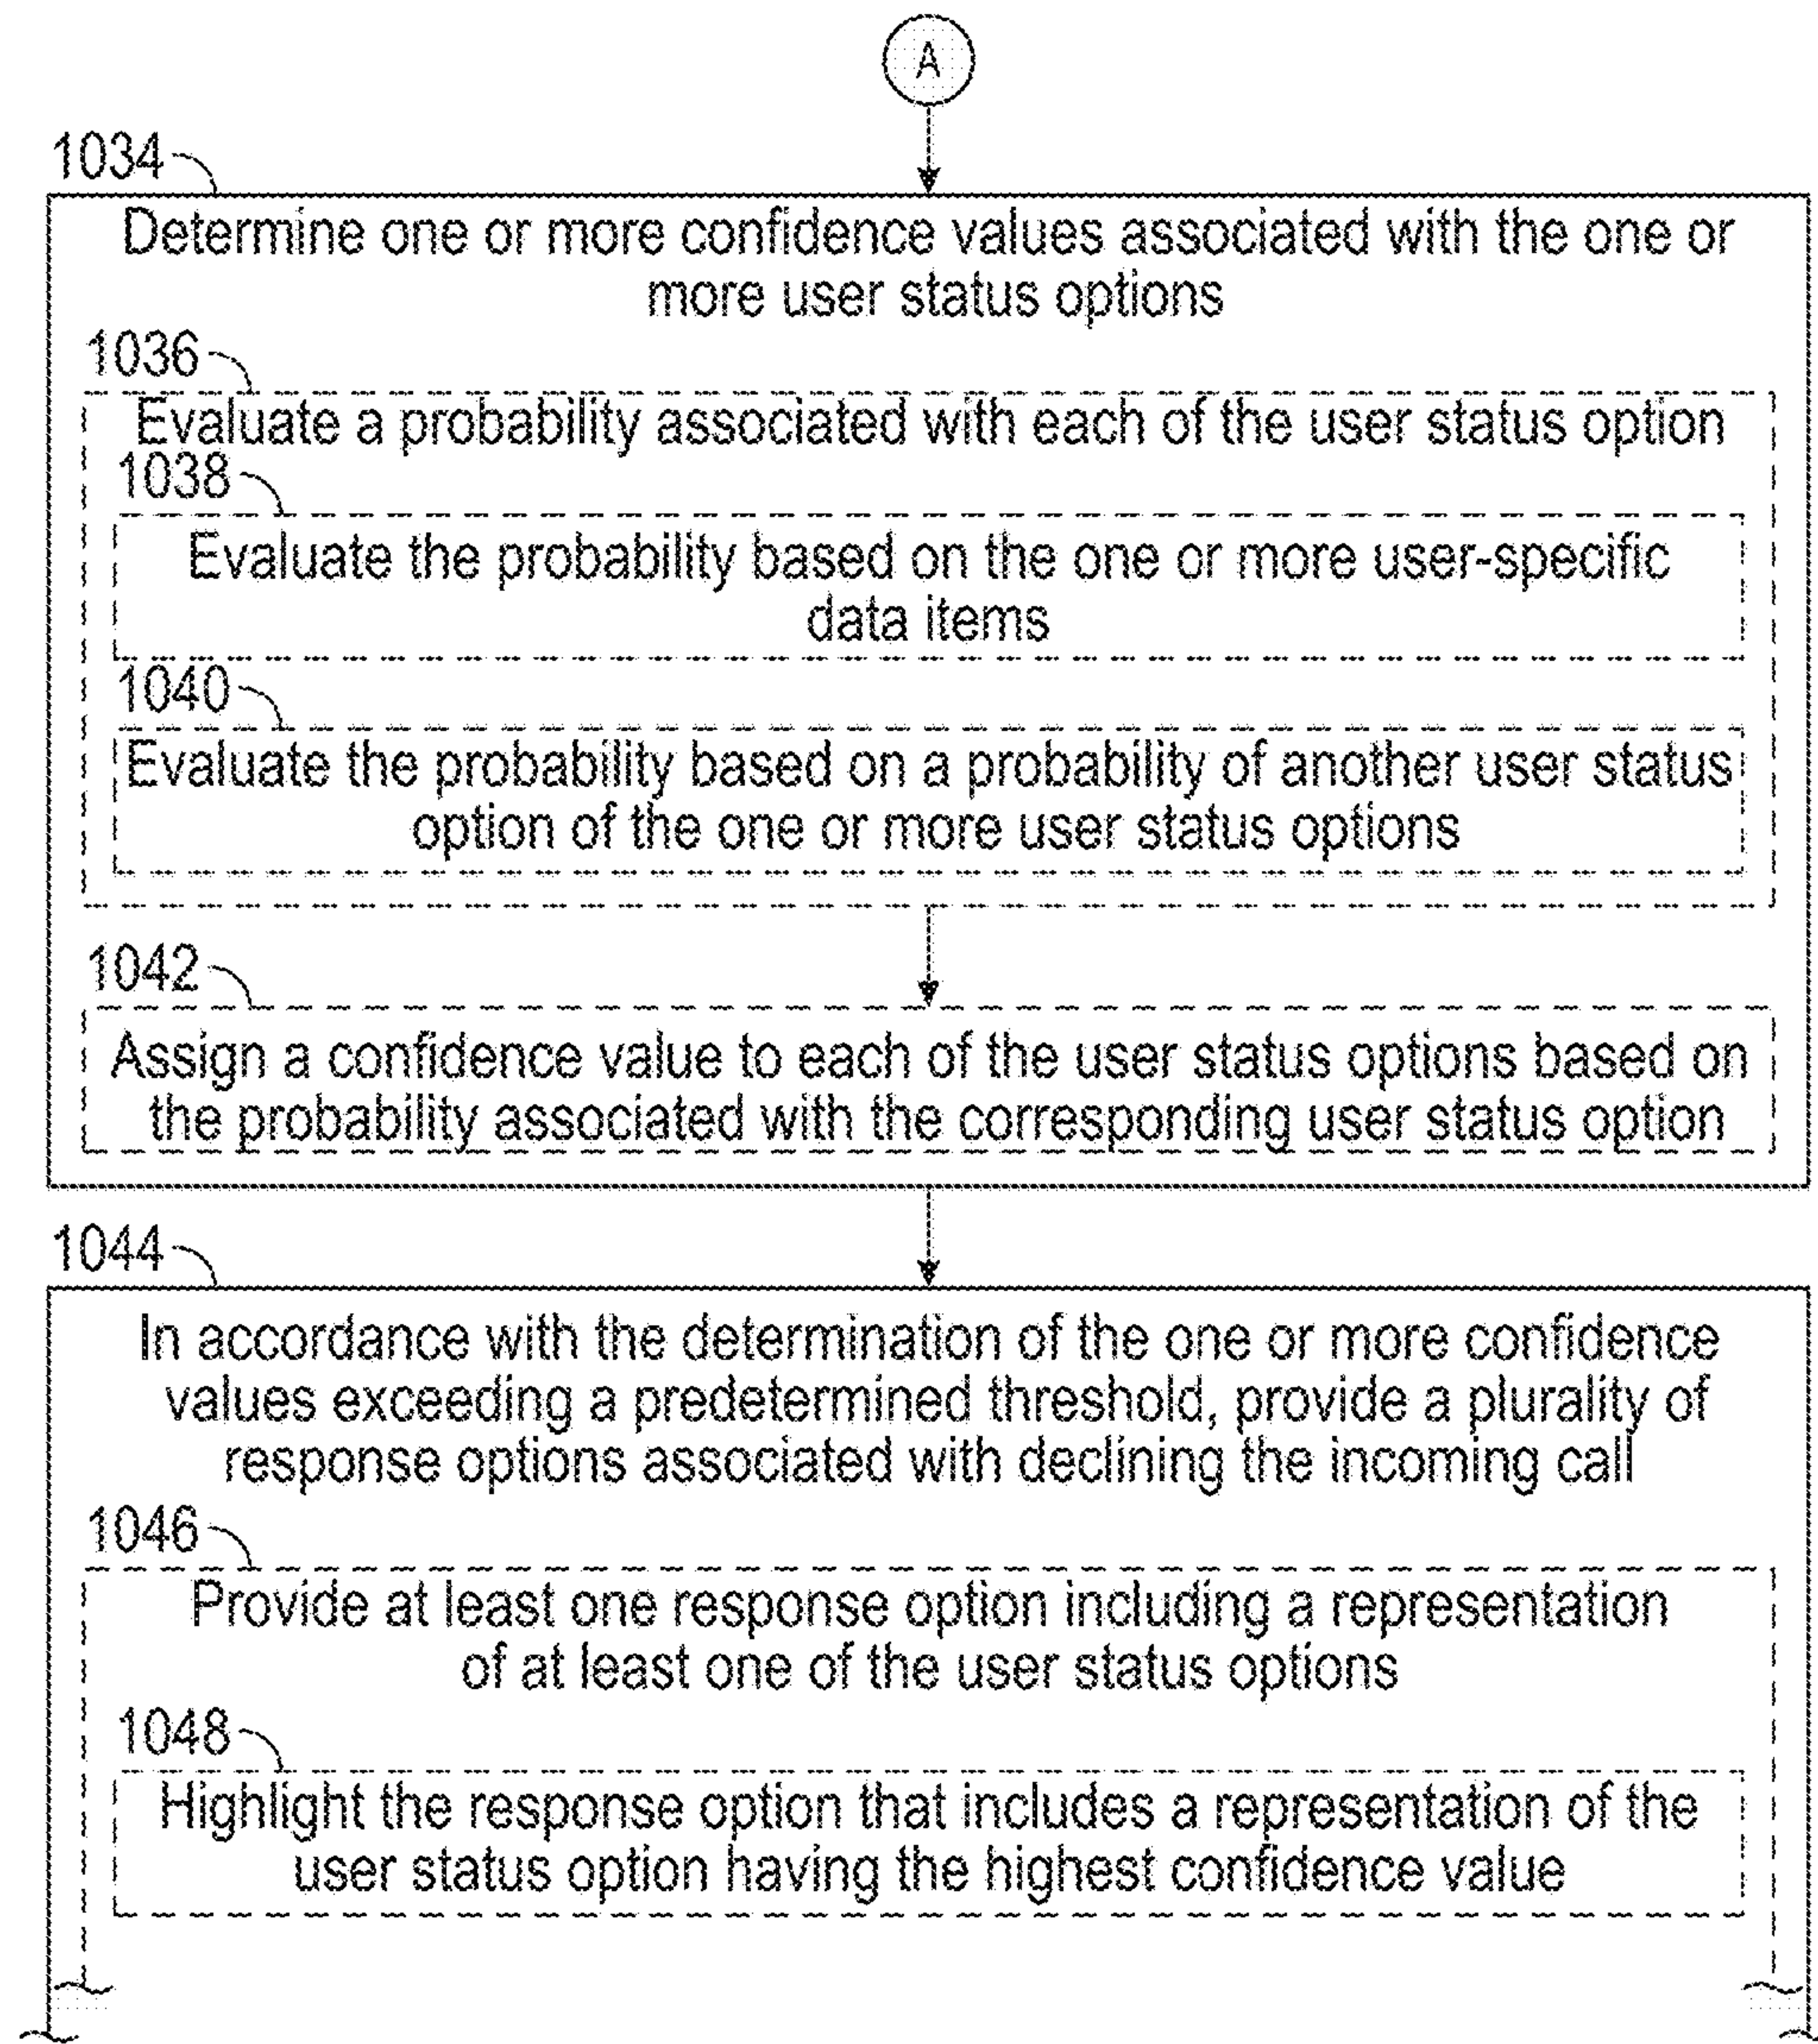 A
1034
Determine one or more confidence values associated with the one or
more user status options
1036
Evaluate a probability associated with each of the user status option
1038
Evaluate the probability based on the one or more user-specific
data items
1040
Evaluate the probability based on a probability of another user status
option of the one or more user status options
1042
Assign a confidence value to each of the user status options based on
the probability associated with the corresponding user status option
1044
In accordance with the determination of the one or more confidence
values exceeding a predetermined threshold, provide a plurality of
response options associated with declining the incoming call
1046
Provide at least one response option including a representation
of at least one of the user status options
1048
Highlight the response option that includes a representation of the
user status option having the highest confidence value